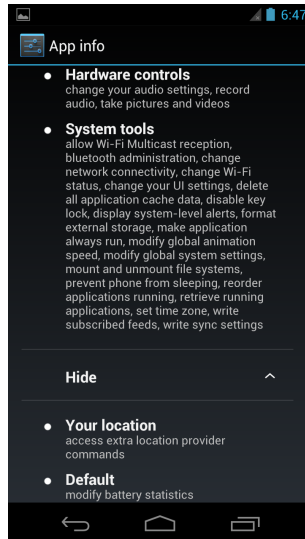 6:47
App info
Hardware controls
change your audio settings, record
audio, take pictures and videos
System tools
allow Wi-Fi Multicast reception,
bluetooth administration, change
network connectivity, change Wi-Fi
status, change your UI settings, delete
all application cache data, disable key
lock, display system-level alerts, format
external storage, make application
always run, modify global animation
speed, modify global system settings,
mount and unmount file systems,
prevent phone from sleeping, reorder
applications running, retrieve running
applications, set time zone, write
subscribed feeds, write sync settings
Hide
Your location
access extra location provider
commands
Default
modify battery statistics